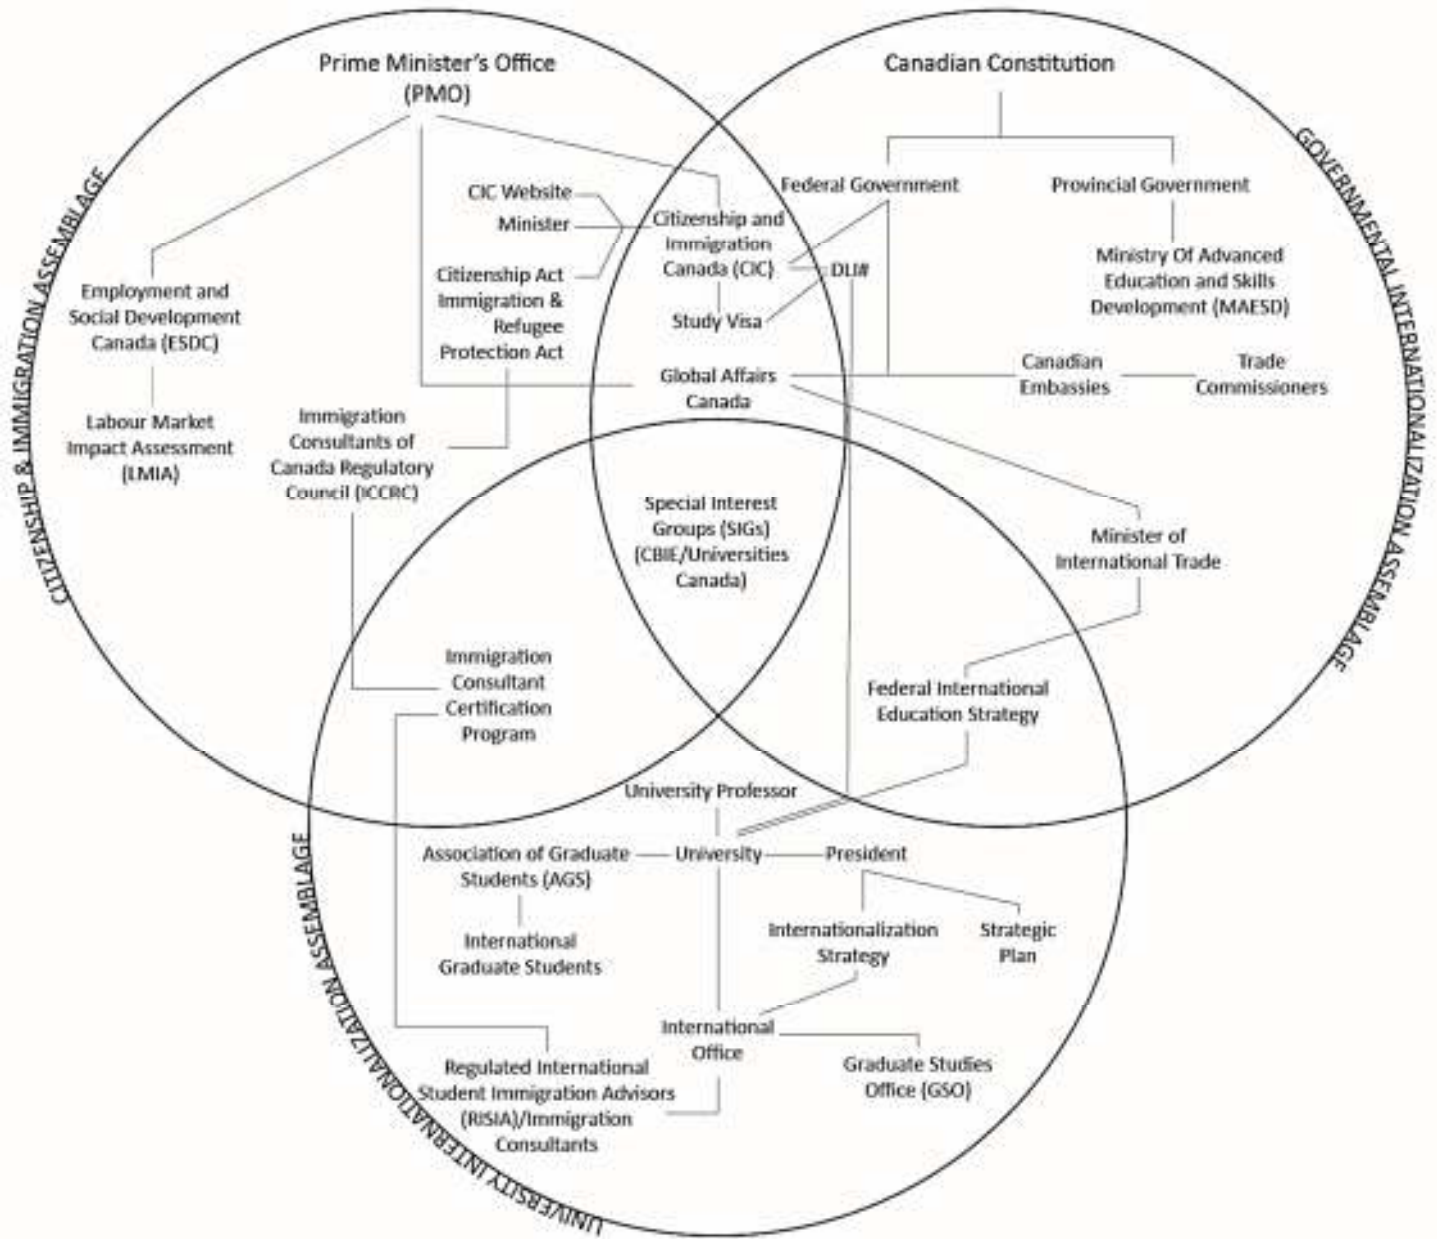 Prime Minister's Office
(PMO)
Canadian Constitution
CITIZENSHIP & IMMIGRATION ASSEMBLAGE
GOVERNMENTAL INTERNATIONALIZATION ASSEMBLAGE
CIC Website
Minister
Citizenship Act
Immigration &
Refugee
Protection Act
Citizenship and
Immigration
Canada (CIC)
Study Visa
Global Affairs
Canada
Federal Government
DLI#
Provincial Government
Ministry Of Advanced
Education and Skills
Development (MAESD)
Canadian
Embassies
Trade
Commissioners
Employment and
Social Development
Canada (ESDC)
Labour Market
Impact Assessment
(LMIA)
Immigration
Consultants of
Canada Regulatory
Council (ICCRC)
Special Interest
Groups (SIGs)
(CBIE/Universities
Canada)
Minister of
International Trade
Immigration
Consultant
Certification
Program
Federal International
Education Strategy
University Professor
Association of Graduate
Students (AGS)
University
President
International
Graduate Students
Internationalization
Strategy
Strategic
Plan
International
Office
Regulated International
Student Immigration Advisors
(RISIA)/Immigration
Consultants
Graduate Studies
Office (GSO)
UNIVERSITY INTERNATIONALIZATION ASSEMBLAGE